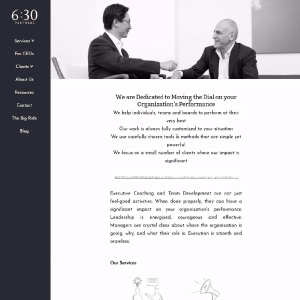 6:30
PARTNERS
Services
For CEOs
Clients
About Us
Resources
Contact
The Big Ride
Blog
We are Dedicated to Moving the Dial on your
Organization's Performance
We help individuals, teams and boards to perform at their
very best
Our work is always fully customized to your situation
We use carefully chosen tools & methods that are simple yet
powerful
We focus on a small number of clients where our impact is
significant
Executive Coaching and Team Development are not just
feel-good activities. When done properly, they can have a
significant impact on your organization's performance.
Leadership is energised, courageous and effective.
Managers are crystal clear about where the organisation is
going, why, and what their role is. Execution is smooth and
seamless.
Our Services